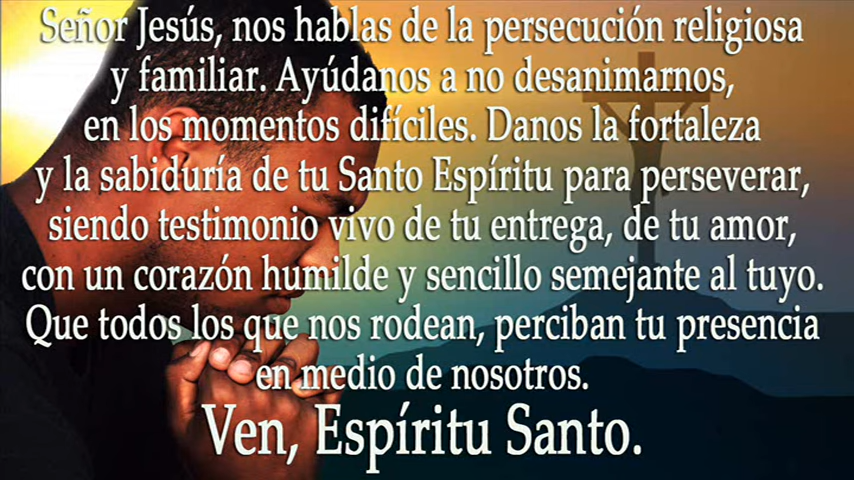 Señor Jesús, nos hablas de la persecución religiosa
y familiar. Ayúdanos a no desanimarnos,
en los momentos difíciles. Danos la fortaleza
y la sabiduría de tu Santo Espíritu para perseverar,
siendo testimonio vivo de tu entrega, de tu amor,
con un corazón humilde y sencillo semejante al tuyo.
Que todos los que nos rodean, perciban tu presencia
en medio de nosotros.
Ven, Espíritu Santo.